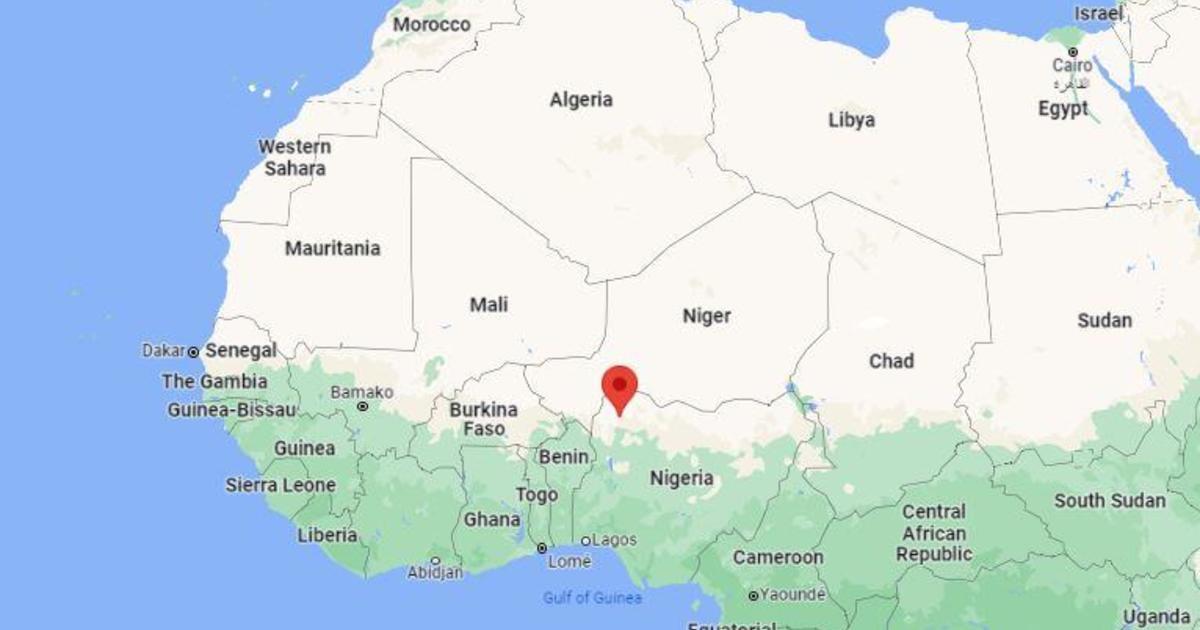 Morocco
Israel
Cairo
القاهرة
Algeria
Egypt
Libya
Western
Sahara
Mauritania
Mali
Niger
Sudan
Dakar
Senegal
Chad
The Gambia
Bamako
Guinea-Bissau
Burkina
Faso
Guinea
Benin
Nigeria
Sierra Leone
Togo
South Sudan
Ghana
Central
African
Republic
Liberia
Lagos
Lomé
Cameroon
Abidjan
Gulf of Guinea
Yaoundé
Uganda